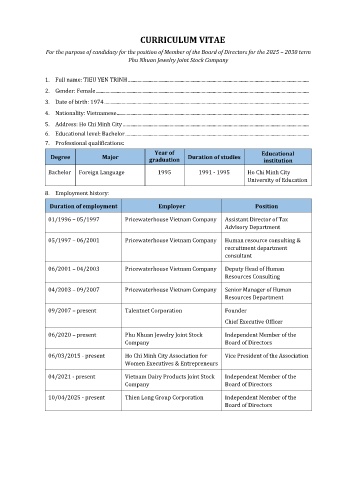 CURRICULUM VITAE
For the purpose of candidacy for the position of Member of the Board of Directors for the 2025 – 2030 term
Phu Nhuan Jewelry Joint Stock Company
1. Full name: TIEU YEN TRINH
2. Gender: Female
3. Date of birth: 1974
4. Nationality: Vietnamese
5. Address: Ho Chi Minh City
6. Educational level: Bachelor
7. Professional qualifications:
Degree Major Year of graduation Duration of studies Educational institution
Bachelor Foreign Language 1995 1991 - 1995 Ho Chi Minh City
University of Education
8. Employment history:
Duration of employment Employer Position
01/1996 – 05/1997 Pricewaterhouse Vietnam Company Assistant Director of Tax
Advisory Department
05/1997 - 06/2001 Pricewaterhouse Vietnam Company Human resource consulting &
recruitment department
consultant
06/2001 – 04/2003 Pricewaterhouse Vietnam Company Deputy Head of Human
Resources Consulting
04/2003 – 09/2007 Pricewaterhouse Vietnam Company Senior Manager of Human
Resources Department
09/2007 – present Talentnet Corporation Founder
Chief Executive Officer
06/2020 – present Phu Nhuan Jewelry Joint Stock Independent Member of the
Company Board of Directors
06/03/2015 - present Ho Chi Minh City Association for Vice President of the Association
Women Executives & Entrepreneurs
04/2021 - present Vietnam Dairy Products Joint Stock Independent Member of the
Company Board of Directors
10/04/2025 - present Thien Long Group Corporation Independent Member of the
Board of Directors